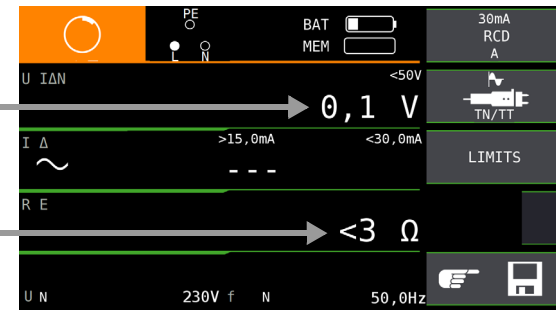 PE
BAT
MEM
L N
30mA
RCD
A
U IΔN <50V
0,1 V
TN/TT
I Δ >15,0mA <30,0mA
---
LIMITS
R E
<3 Ω
U N 230V f N 50,0Hz